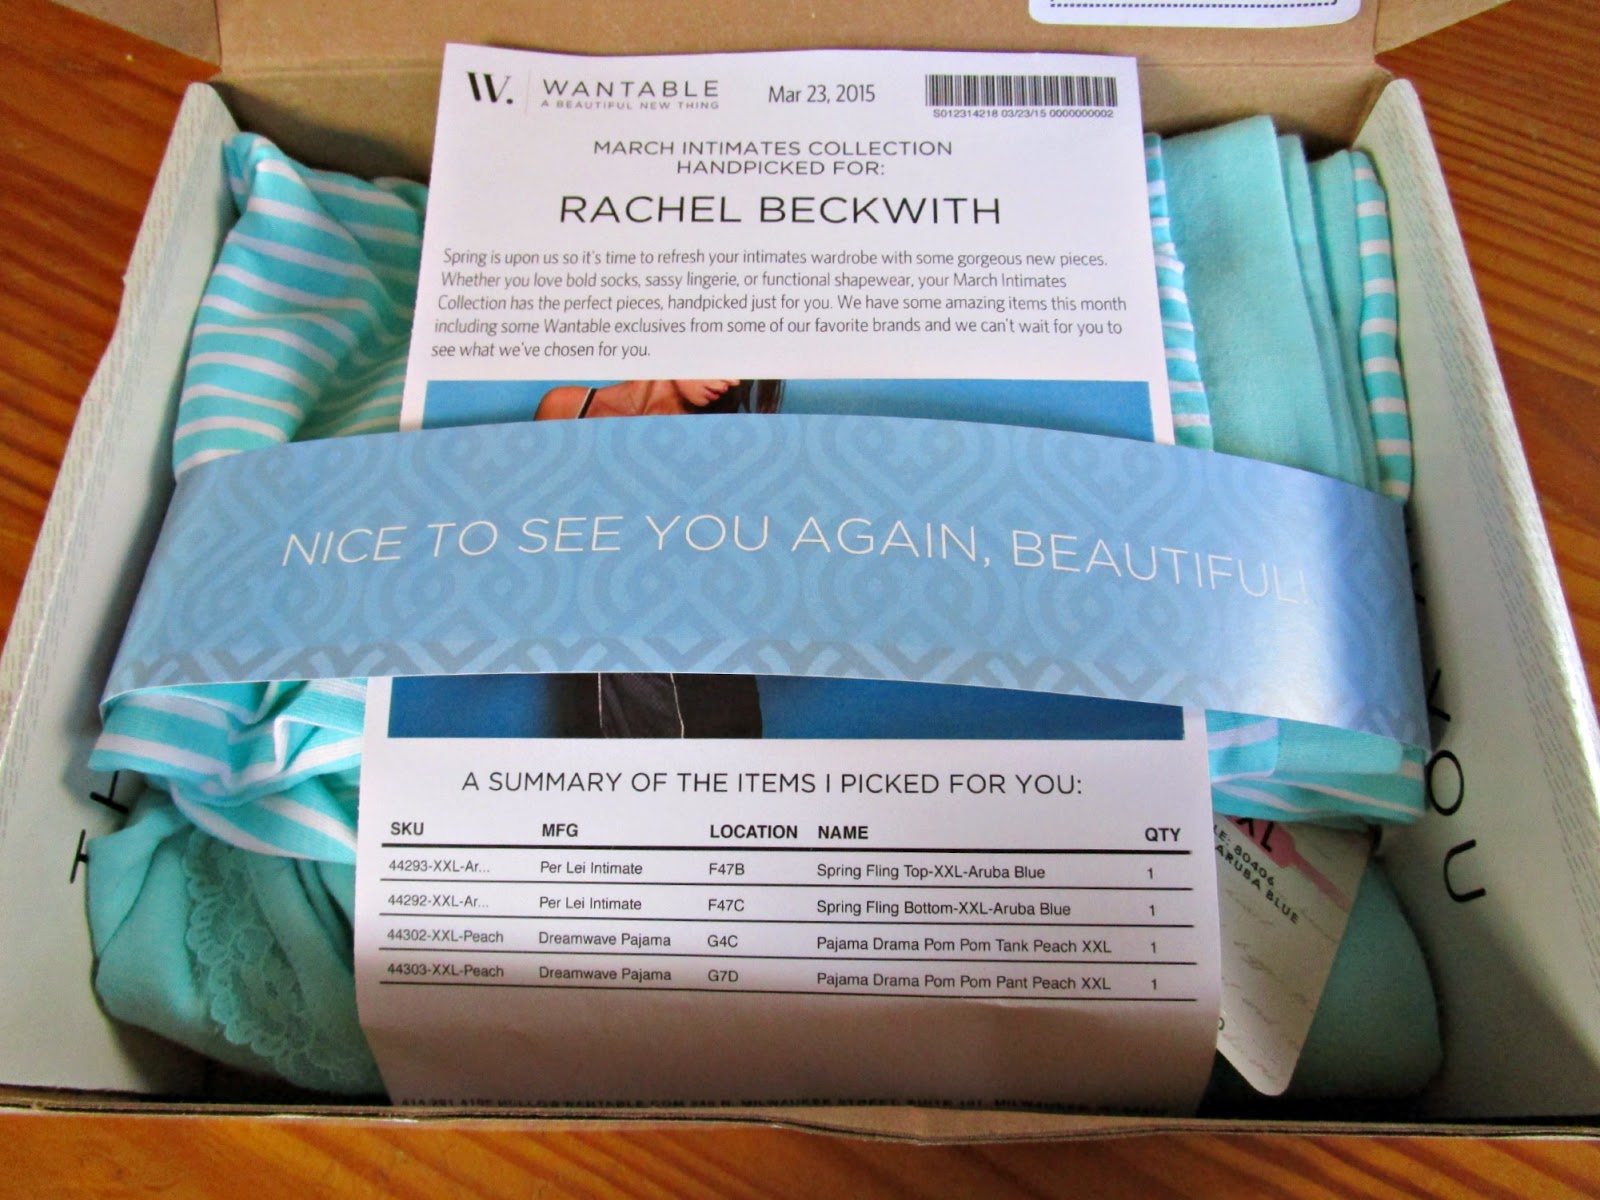 W. WANTABLE
A BEAUTIFUL NEW THING
Mar 23, 2015
S012314218 03/23/15 0000000002
MARCH INTIMATES COLLECTION
HANDPICKED FOR:
RACHEL BECKWITH
Spring is upon us so it's time to refresh your intimates wardrobe with some gorgeous new pieces.
Whether you love bold socks, sassy lingerie, or functional shapewear, your March Intimates
Collection has the perfect pieces, handpicked just for you. We have some amazing items this month
including some Wantable exclusives from some of our favorite brands and we can't wait for you to
see what we've chosen for you.
NICE TO SEE YOU AGAIN, BEAUTIFUL!
A SUMMARY OF THE ITEMS I PICKED FOR YOU:
SKU MFG LOCATION NAME QTY
44293-XXL-Ar... Per Lei Intimate F47B Spring Fling Top-XXL-Aruba Blue 1
44292-XXL-Ar... Per Lei Intimate F47C Spring Fling Bottom-XXL-Aruba Blue 1
44302-XXL-Peach Dreamwave Pajama G4C Pajama Drama Pom Pom Tank Peach XXL 1
44303-XXL-Peach Dreamwave Pajama G7D Pajama Drama Pom Pom Pant Peach XXL 1
XL
LE: 80406
ARUBA BLUE
YOU